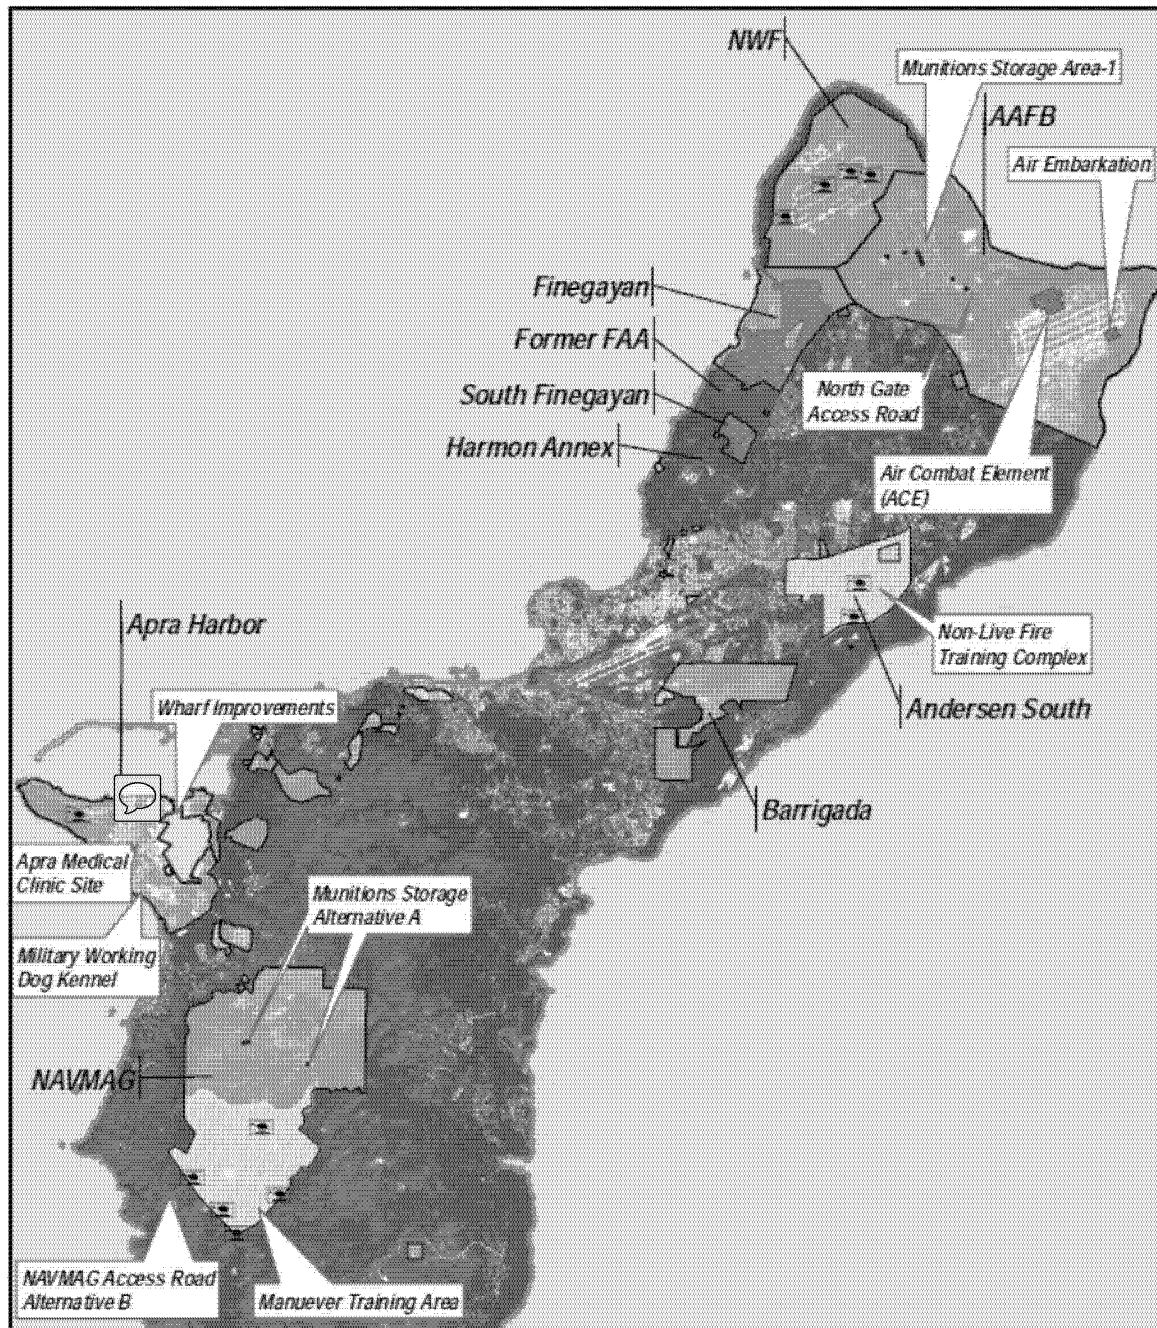 NWF
Munitions Storage Area-1
AAFB
Air Embarkation
Finegayan
Former FAA
South Finegayan
Harmon Annex
North Gate
Access Road
Air Combat Element
(ACE)
Apra Harbor
Non-Live Fire
Training Complex
Wharf Improvements
Andersen South
Barrigada
Apra Medical
Clinic Site
Munitions Storage
Alternative A
Military Working
Dog Kennel
NAVMAG
NAVMAG Access Road
Alternative B
Manuever Training Area